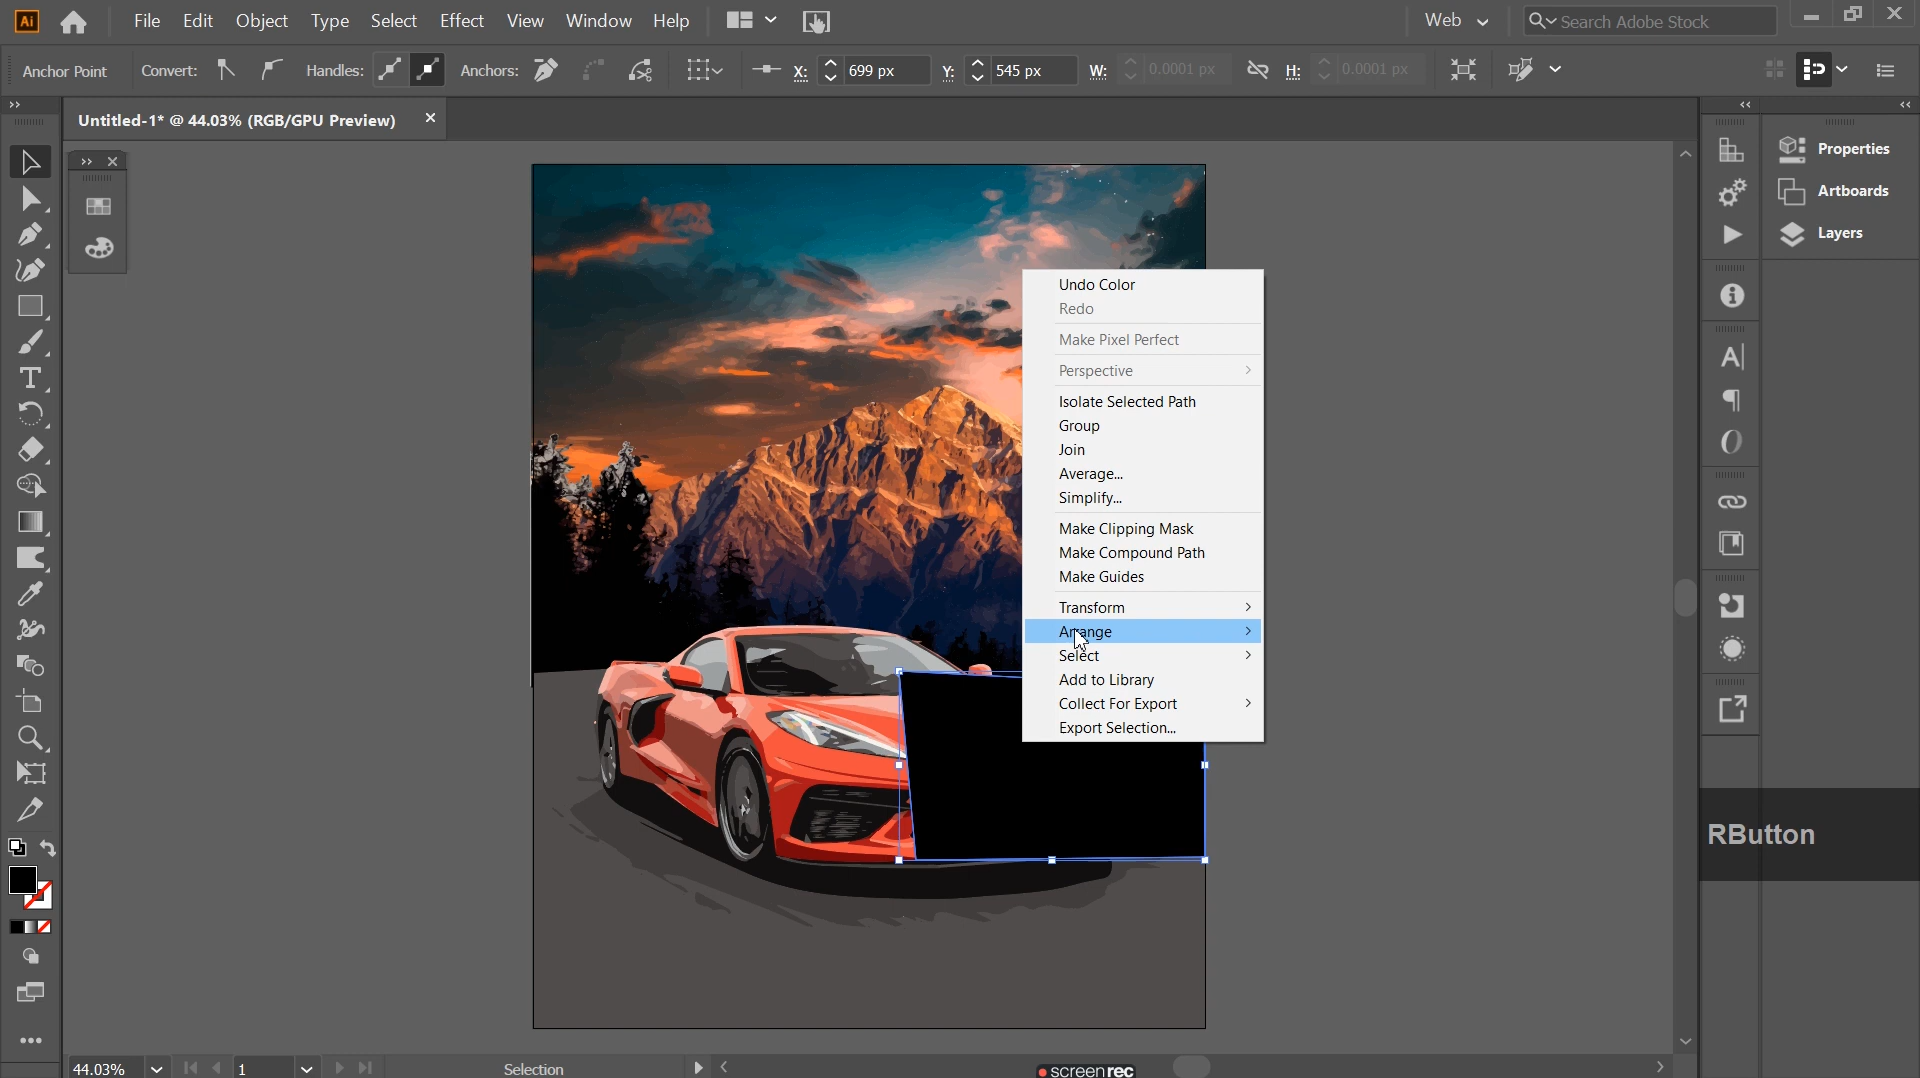 Ai File Edit Object Type Select Effect View Window Help Web Search Adobe Stock
Anchor Point Convert: Handles: Anchors: X: 699 px Y: 545 px W: 0.0001 px H: 0.0001 px
Untitled-1* @ 44.03% (RGB/GPU Preview)
Properties
Artboards
Layers
Undo Color
Redo
Make Pixel Perfect
Perspective
Isolate Selected Path
Group
Join
Average...
Simplify...
Make Clipping Mask
Make Compound Path
Make Guides
Transform
Arrange
Select
Add to Library
Collect For Export
Export Selection...
RButton
44.03% 1 Selection
screenrec